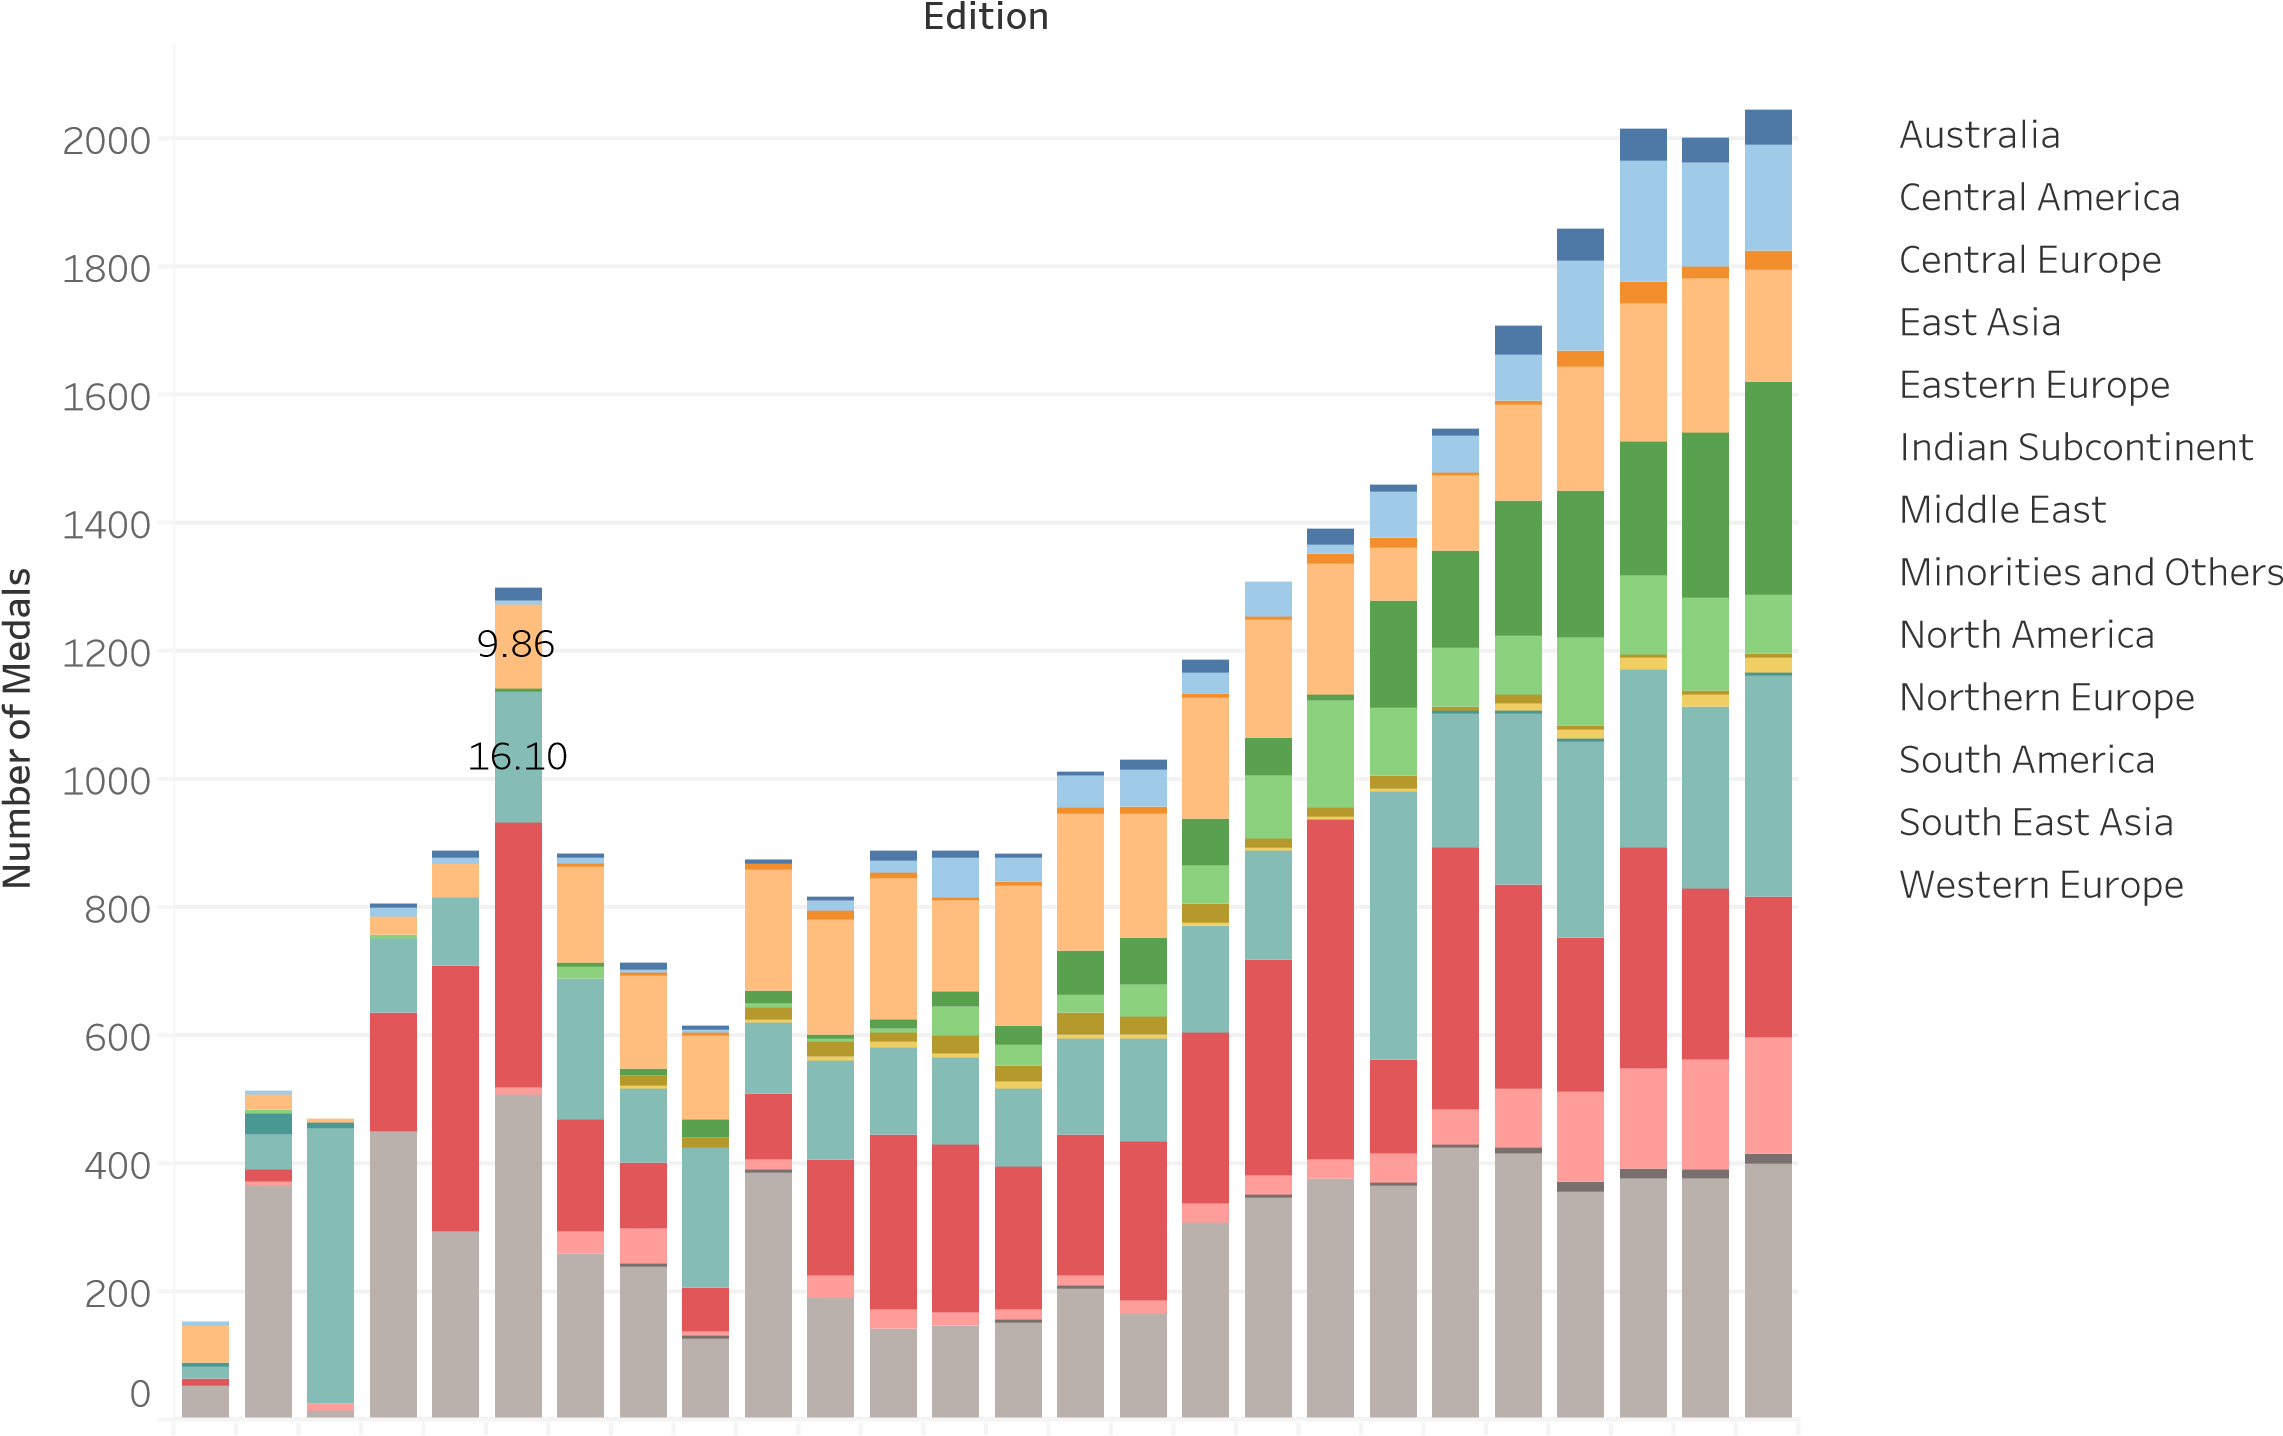 Edition
Number of Medals
2000
1800
1600
1400
1200
1000
800
600
400
200
0
9.86
16.10
Australia
Central America
Central Europe
East Asia
Eastern Europe
Indian Subcontinent
Middle East
Minorities and Others
North America
Northern Europe
South America
South East Asia
Western Europe